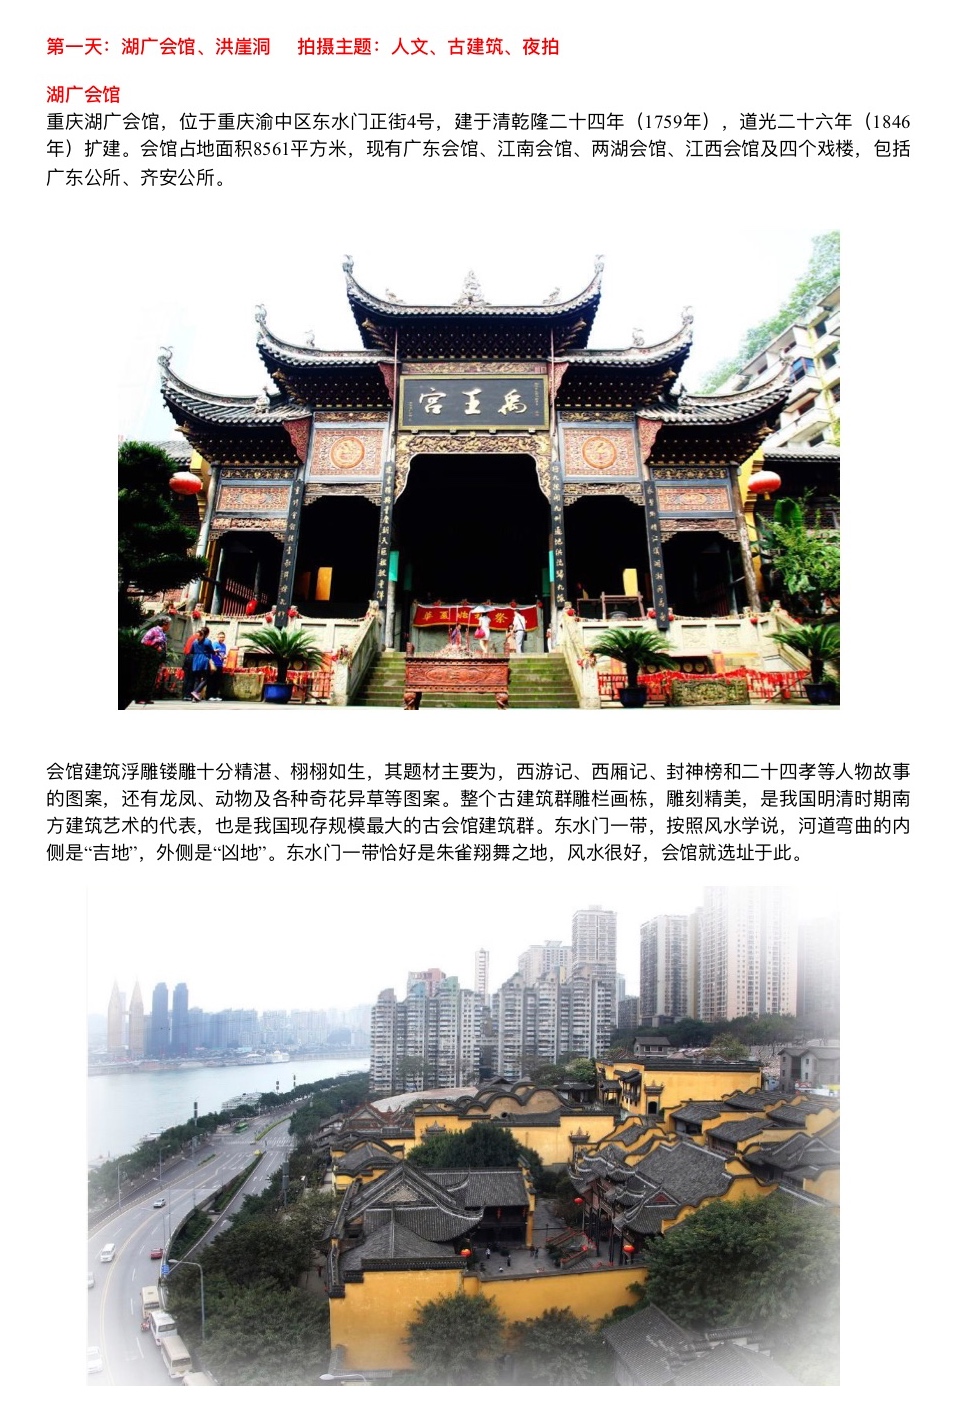 第一天：湖广会馆、洪崖洞 拍摄主题：人文、古建筑、夜拍
湖广会馆
重庆湖广会馆，位于重庆渝中区东水门正街4号，建于清乾隆二十四年（1759年），道光二十六年（1846
年）扩建。会馆占地面积8561平方米，现有广东会馆、江南会馆、两湖会馆、江西会馆及四个戏楼，包括
广东公所、齐安公所。
宫王禹
会馆建筑浮雕镂雕十分精湛、栩栩如生，其题材主要为，西游记、西厢记、封神榜和二十四孝等人物故事
的图案，还有龙凤、动物及各种奇花异草等图案。整个古建筑群雕栏画栋，雕刻精美，是我国明清时期南
方建筑艺术的代表，也是我国现存规模最大的古会馆建筑群。东水门一带，按照风水学说，河道弯曲的内
侧是“吉地”，外侧是“凶地”。东水门一带恰好是朱雀翔舞之地，风水很好，会馆就选址于此。